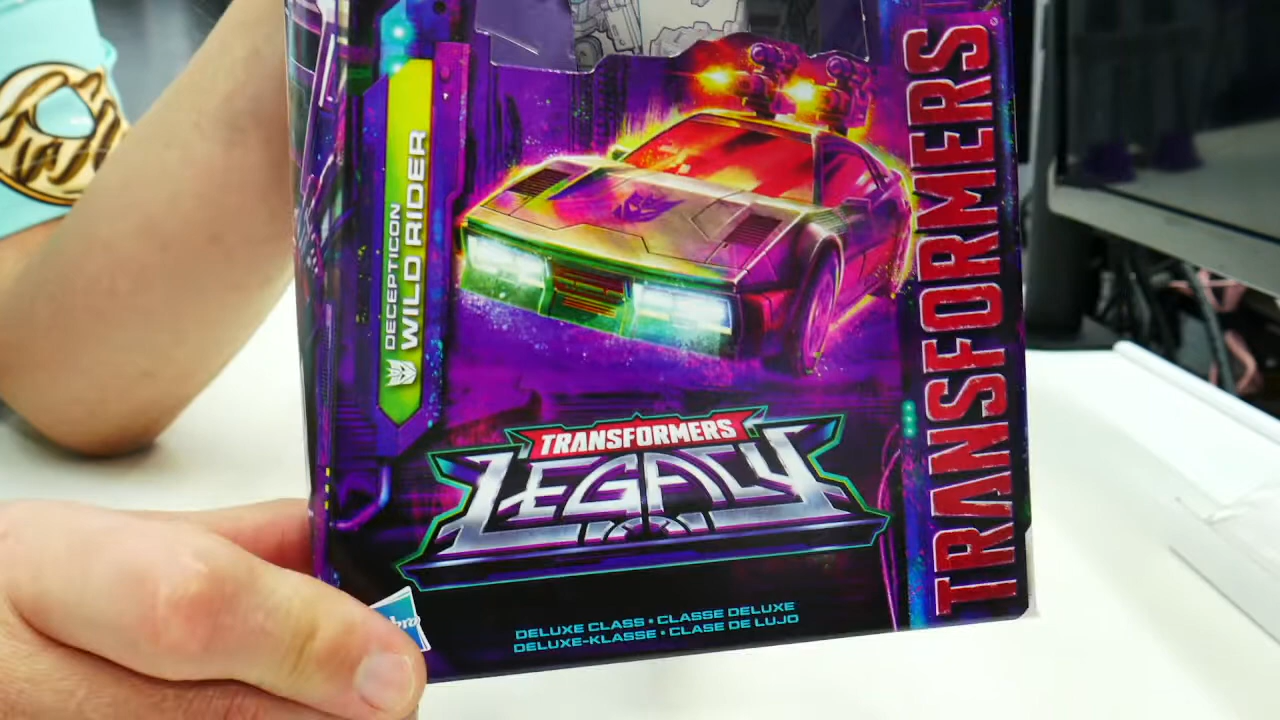 DECEPTICON
WILD RIDER
TRANSFORMERS
TRANSFORMERS
LEGACY
DELUXE CLASS • CLASSE DELUXE
DELUXE-KLASSE • CLASE DE LUJO